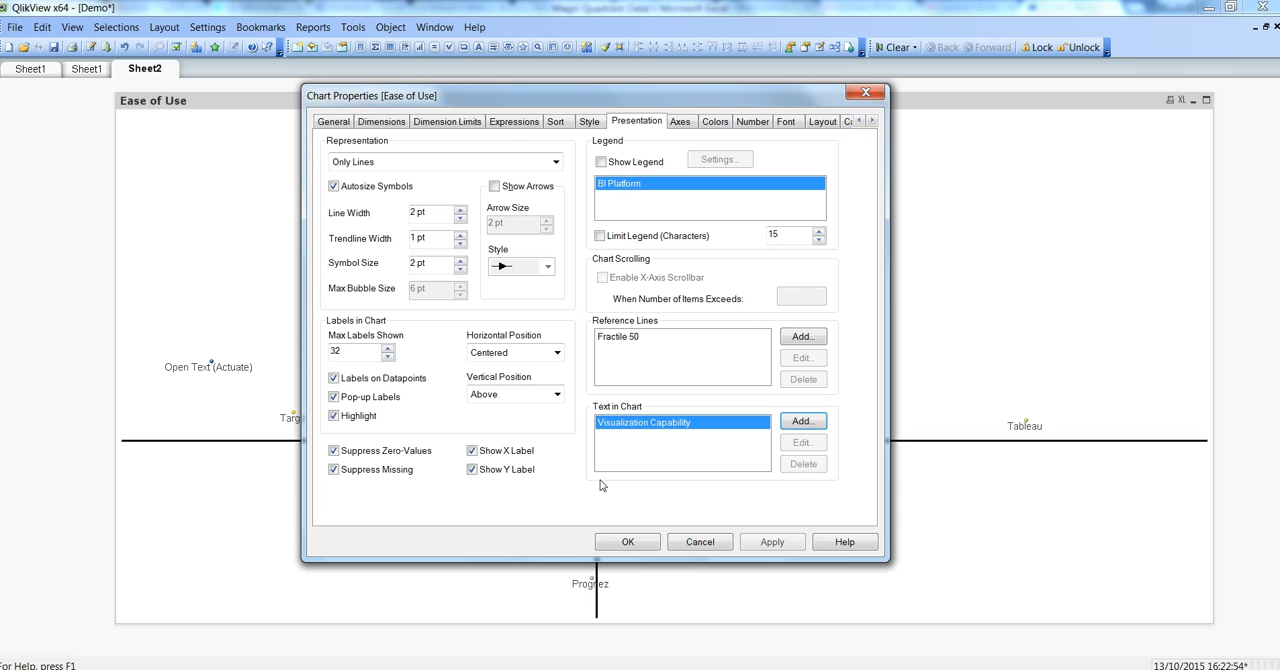 QlikView x64 - [Demo*]
File Edit View Selections Layout Settings Bookmarks Reports Tools Object Window Help
Clear Back Forward Lock Unlock
Sheet1 Sheet1 Sheet2
Ease of Use
XL
Chart Properties [Ease of Use]
General Dimensions Dimension Limits Expressions Sort Style Presentation Axes Colors Number Font Layout
Representation
Only Lines
Autosize Symbols
Line Width 2 pt
Trendline Width 1 pt
Symbol Size 2 pt
Max Bubble Size 6 pt
Show Arrows
Arrow Size
2 pt
Style
Labels in Chart
Max Labels Shown
32
Labels on Datapoints
Pop-up Labels
Highlight
Horizontal Position
Centered
Vertical Position
Above
Suppress Zero-Values
Suppress Missing
Show X Label
Show Y Label
Legend
Show Legend Settings...
BI Platform
Limit Legend (Characters) 15
Chart Scrolling
Enable X-Axis Scrollbar
When Number of Items Exceeds:
Reference Lines
Fractile 50
Add...
Edit...
Delete
Text in Chart
Visualization Capability
Add...
Edit...
Delete
OK Cancel Apply Help
Open Text (Actuate)
Targ
Tableau
For Help, press F1
13/10/2015 16:22:54*